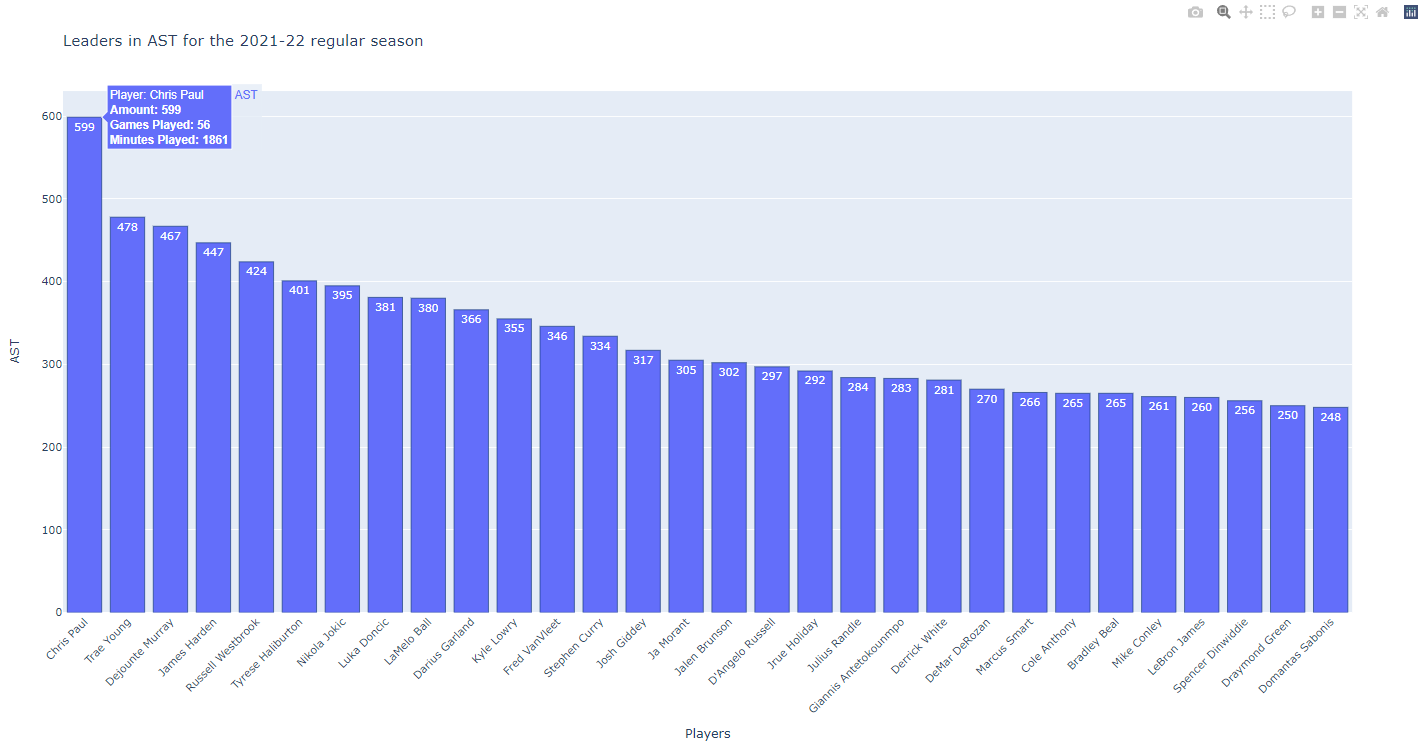 Leaders in AST for the 2021-22 regular season
Player: Chris Paul
Amount: 599
Games Played: 56
Minutes Played: 1861
AST
600
500
400
300
200
100
0
AST
599
478
467
447
424
401
395
381
380
366
355
346
334
317
305
302
297
292
284
283
281
270
266
265
265
261
260
256
250
248
Chris Paul
Trae Young
Dejounte Murray
James Harden
Russell Westbrook
Tyrese Haliburton
Nikola Jokic
Luka Doncic
LaMelo Ball
Darius Garland
Kyle Lowry
Fred VanVleet
Stephen Curry
Josh Giddey
Ja Morant
Jalen Brunson
D'Angelo Russell
Jrue Holiday
Julius Randle
Giannis Antetokounmpo
Derrick White
DeMar DeRozan
Marcus Smart
Cole Anthony
Bradley Beal
Mike Conley
LeBron James
Spencer Dinwiddie
Draymond Green
Domantas Sabonis
Players